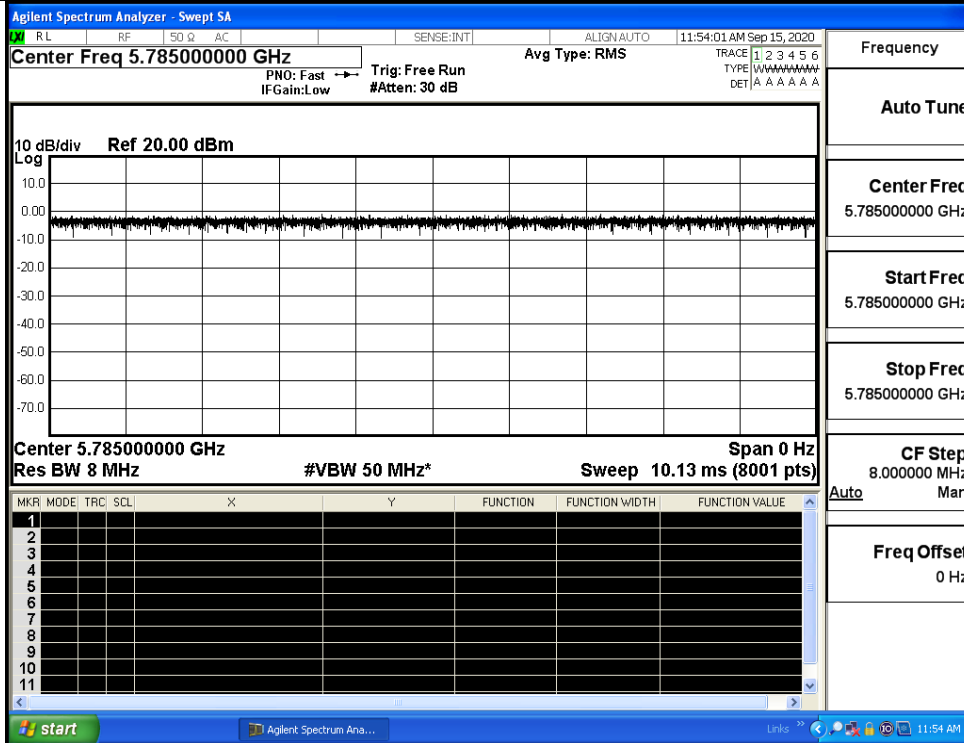 Agilent Spectrum Analyzer - Swept SA
LXI RL RF 50 Ω AC SENSE:INT ALIGN AUTO 11:54:01 AM Sep 15, 2020
Center Freq 5.785000000 GHz
Avg Type: RMS
TRACE 1 2 3 4 5 6
PNO: Fast
Trig: Free Run
TYPE WWWWWW
IFGain:Low
#Atten: 30 dB
DET A A A A A A
10 dB/div Ref 20.00 dBm
Log
10.0
0.00
-10.0
-20.0
-30.0
-40.0
-50.0
-60.0
-70.0
Center 5.785000000 GHz Span 0 Hz
Res BW 8 MHz #VBW 50 MHz* Sweep 10.13 ms (8001 pts)
MKR MODE TRC SCL X Y FUNCTION FUNCTION WIDTH FUNCTION VALUE
1
2
3
4
5
6
7
8
9
10
11
Frequency
Auto Tune
Center Freq
5.785000000 GHz
Start Freq
5.785000000 GHz
Stop Freq
5.785000000 GHz
CF Step
8.000000 MHz
Auto Man
Freq Offset
0 Hz
start Agilent Spectrum Ana... Links » 11:54 AM